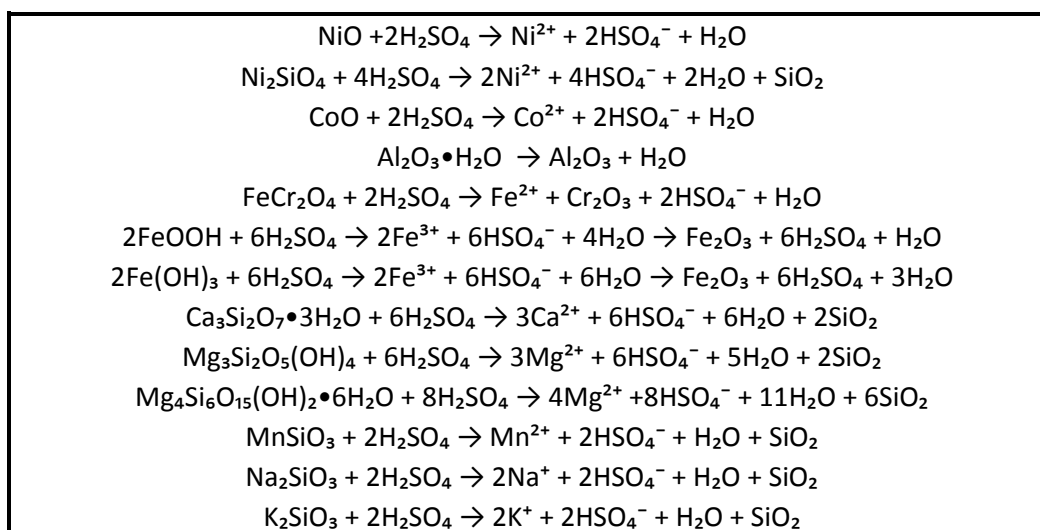 NiO +2H₂SO₄ → Ni²⁺ + 2HSO₄⁻ + H₂O
Ni₂SiO₄ + 4H₂SO₄ → 2Ni²⁺ + 4HSO₄⁻ + 2H₂O + SiO₂
CoO + 2H₂SO₄ → Co²⁺ + 2HSO₄⁻ + H₂O
Al₂O₃•H₂O → Al₂O₃ + H₂O
FeCr₂O₄ + 2H₂SO₄ → Fe²⁺ + Cr₂O₃ + 2HSO₄⁻ + H₂O
2FeOOH + 6H₂SO₄ → 2Fe³⁺ + 6HSO₄⁻ + 4H₂O → Fe₂O₃ + 6H₂SO₄ + H₂O
2Fe(OH)₃ + 6H₂SO₄ → 2Fe³⁺ + 6HSO₄⁻ + 6H₂O → Fe₂O₃ + 6H₂SO₄ + 3H₂O
Ca₃Si₂O₇•3H₂O + 6H₂SO₄ → 3Ca²⁺ + 6HSO₄⁻ + 6H₂O + 2SiO₂
Mg₃Si₂O₅(OH)₄ + 6H₂SO₄ → 3Mg²⁺ + 6HSO₄⁻ + 5H₂O + 2SiO₂
Mg₄Si₆O₁₅(OH)₂•6H₂O + 8H₂SO₄ → 4Mg²⁺ +8HSO₄⁻ + 11H₂O + 6SiO₂
MnSiO₃ + 2H₂SO₄ → Mn²⁺ + 2HSO₄⁻ + H₂O + SiO₂
Na₂SiO₃ + 2H₂SO₄ → 2Na⁺ + 2HSO₄⁻ + H₂O + SiO₂
K₂SiO₃ + 2H₂SO₄ → 2K⁺ + 2HSO₄⁻ + H₂O + SiO₂